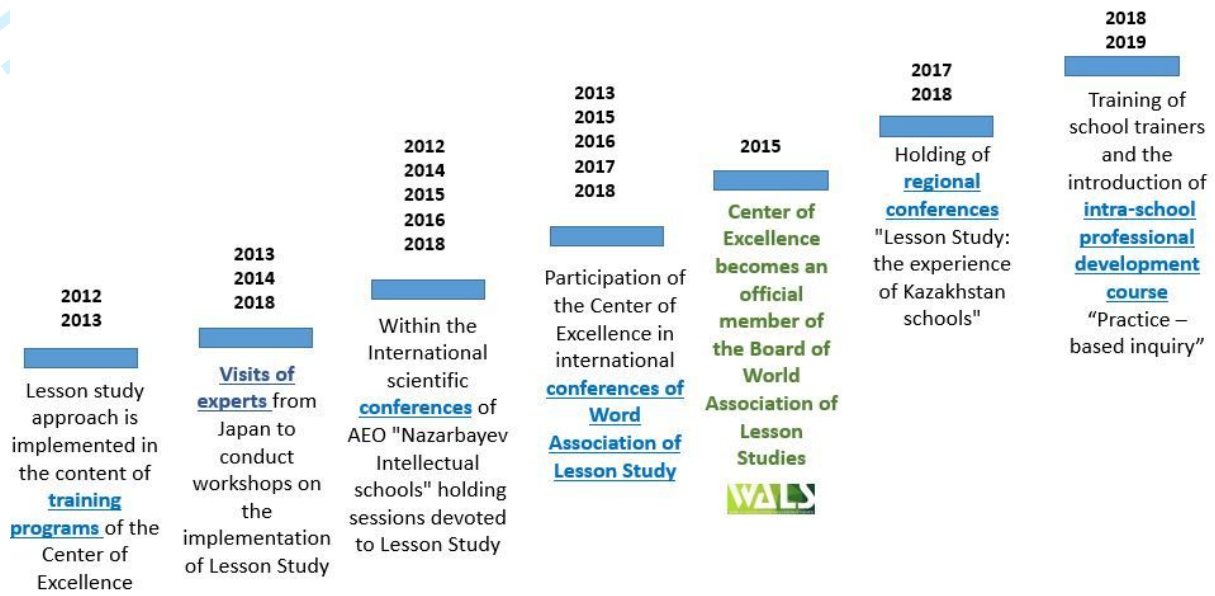 2012
2013
Lesson study
approach is
implemented in
the content of
training
programs of the
Center of
Excellence
2013
2014
2018
Visits of
experts from
Japan to
conduct
workshops on
the
implementation
of Lesson Study
2012
2014
2015
2016
2018
Within the
International
scientific
conferences of
AEO "Nazarbayev
Intellectual
schools" holding
sessions devoted
to Lesson Study
2013
2015
2016
2017
2018
Participation of
the Center of
Excellence in
international
conferences of
Word
Association of
Lesson Study
2015
Center of
Excellence
becomes an
official
member of
the Board of
World
Association of
Lesson
Studies
WALS
2017
2018
Holding of
regional
conferences
"Lesson Study:
the experience
of Kazakhstan
schools"
2018
2019
Training of
school trainers
and the
introduction of
intra-school
professional
development
course
“Practice –
based inquiry”